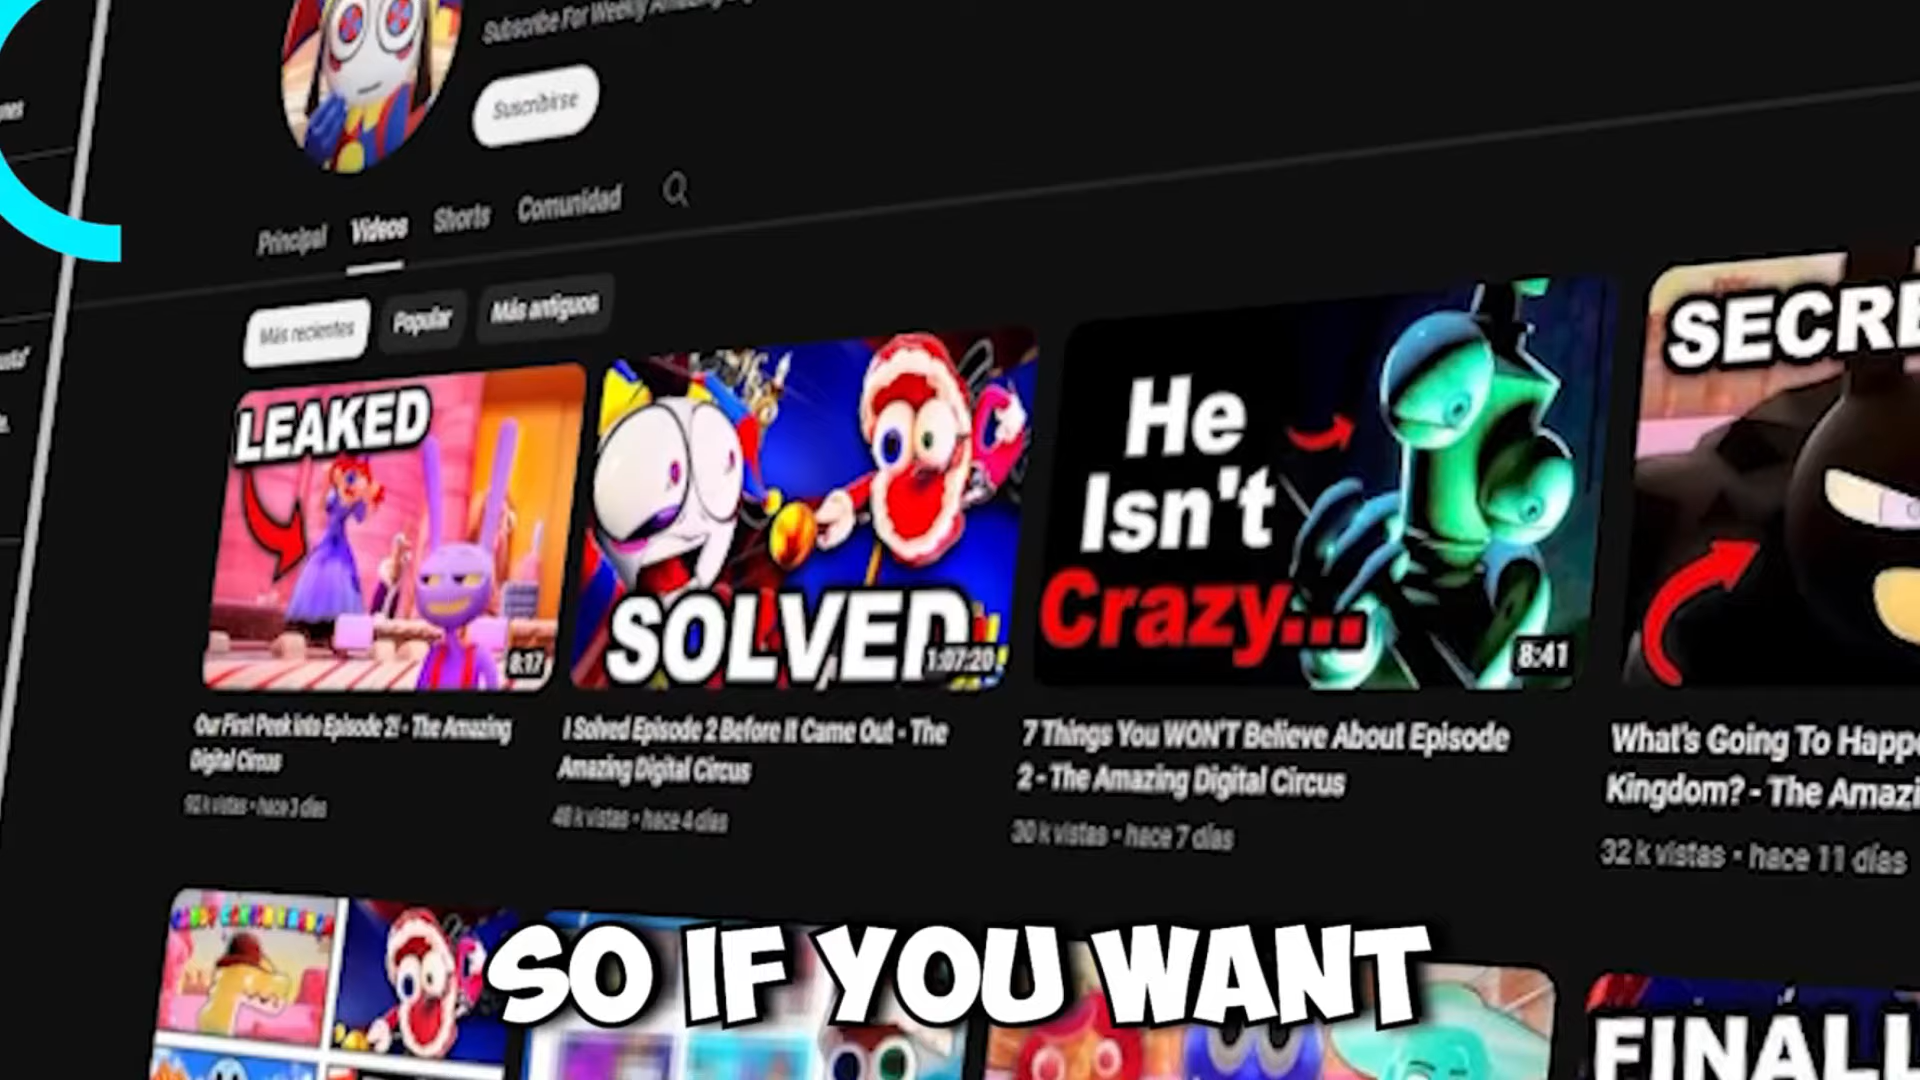 Subscribe For Weekly Amazing
Suscribirse
Principal Videos Shorts Comunidad
Más recientes Popular Más antiguos
LEAKED
8:17
SOLVED
1:07:20
He
Isn't
Crazy...
8:41
SECRE
Our First Peek into Episode 2! - The Amazing
Digital Circus
hace 3 días
I Solved Episode 2 Before It Came Out - The
Amazing Digital Circus
48 k vistas • hace 4 días
7 Things You WON'T Believe About Episode
2 - The Amazing Digital Circus
30 k vistas • hace 7 días
What's Going To Happe
Kingdom? - The Amazi
32 k vistas • hace 11 días
SO IF YOU WANT
FINALL